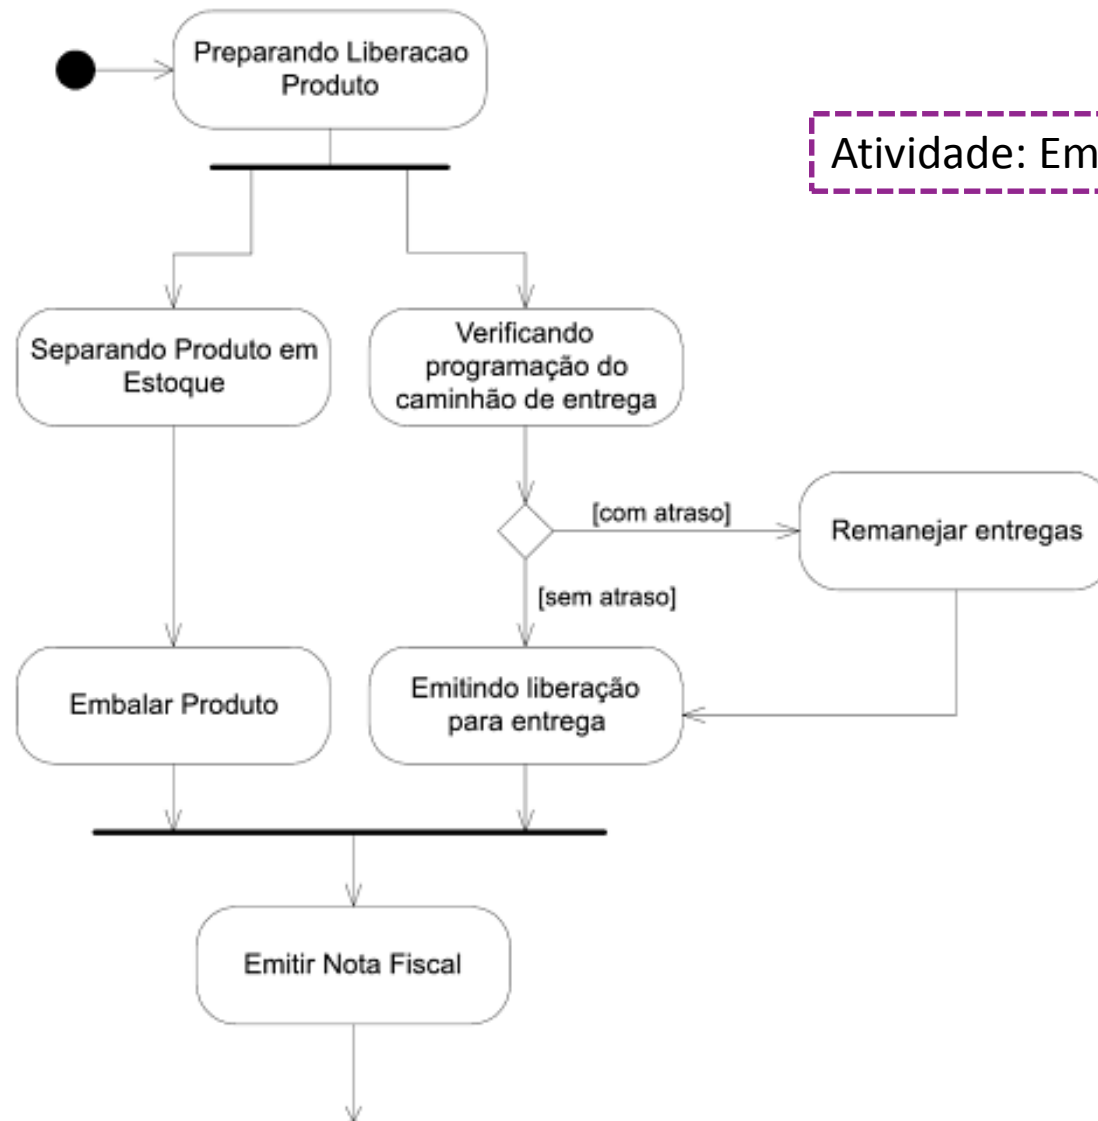 Preparando Liberacao
Produto
Atividade: Em
Separando Produto em
Estoque
Verificando
programação do
caminhão de entrega
[com atraso]
Remanejar entregas
[sem atraso]
Embalar Produto
Emitindo liberação
para entrega
Emitir Nota Fiscal